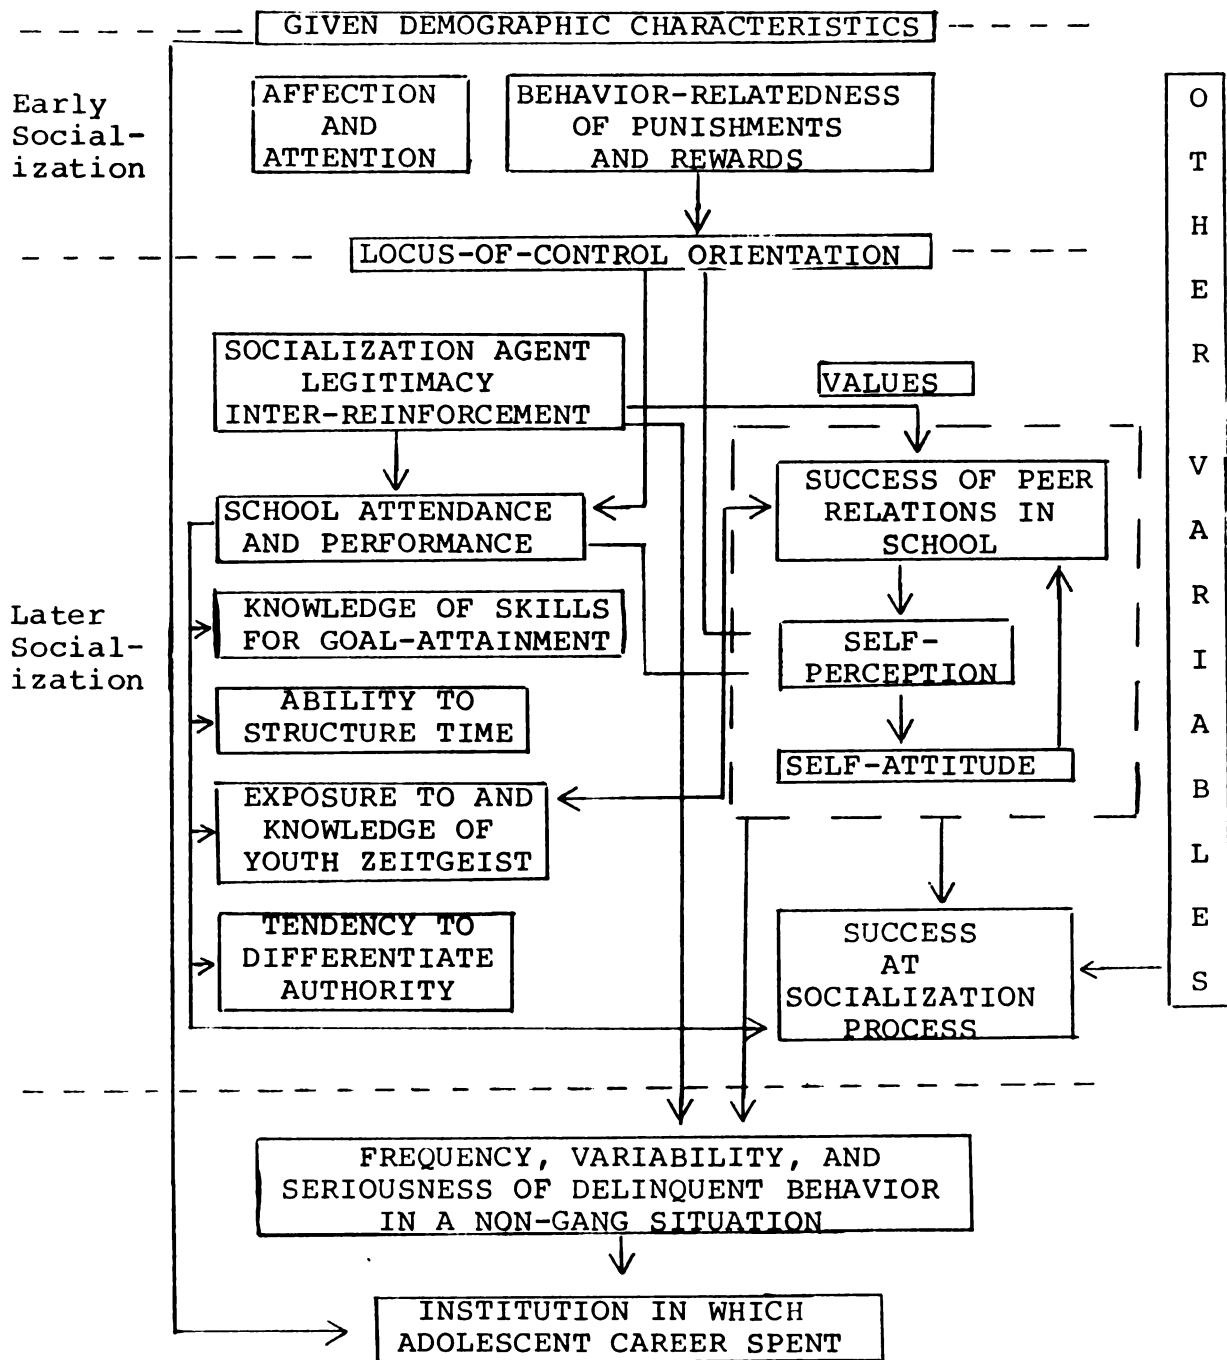 GIVEN DEMOGRAPHIC CHARACTERISTICS
Early
Social-
ization
AFFECTION
AND
ATTENTION
BEHAVIOR-RELATEDNESS
OF PUNISHMENTS
AND REWARDS
LOCUS-OF-CONTROL ORIENTATION
SOCIALIZATION AGENT
LEGITIMACY
INTER-REINFORCEMENT
VALUES
SCHOOL ATTENDANCE
AND PERFORMANCE
SUCCESS OF PEER
RELATIONS IN
SCHOOL
Later
Social-
ization
KNOWLEDGE OF SKILLS
FOR GOAL-ATTAINMENT
SELF-
PERCEPTION
ABILITY TO
STRUCTURE TIME
SELF-ATTITUDE
EXPOSURE TO AND
KNOWLEDGE OF
YOUTH ZEITGEIST
TENDENCY TO
DIFFERENTIATE
AUTHORITY
SUCCESS
AT
SOCIALIZATION
PROCESS
OTHER VARIABLES
FREQUENCY, VARIABILITY, AND
SERIOUSNESS OF DELINQUENT BEHAVIOR
IN A NON-GANG SITUATION
INSTITUTION IN WHICH
ADOLESCENT CAREER SPENT